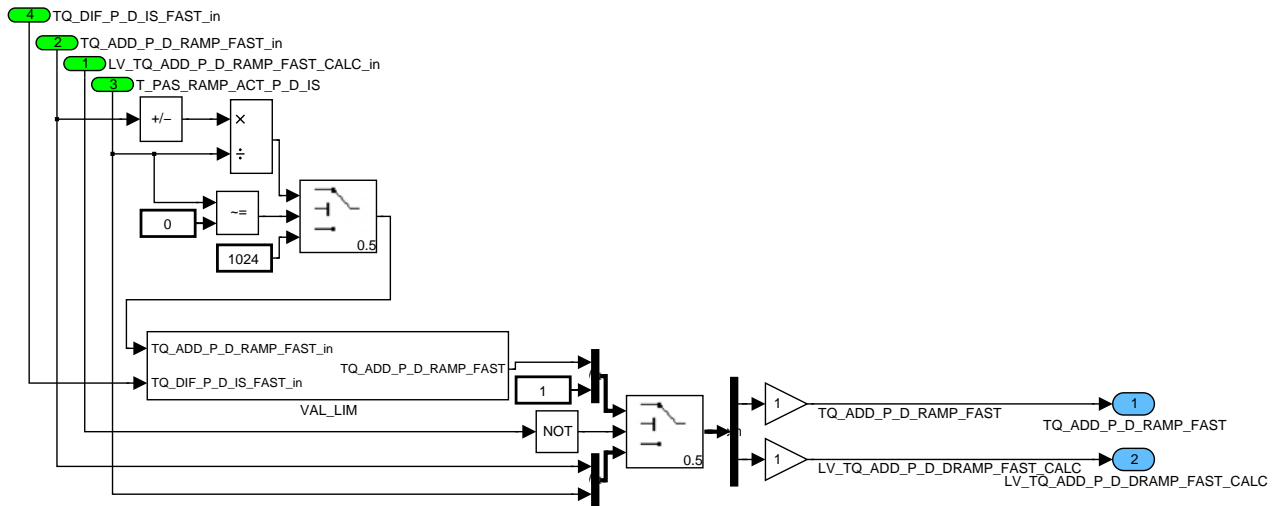 4 TQ_DIF_P_D_IS_FAST_in
2 TQ_ADD_P_D_RAMP_FAST_in
1 LV_TQ_ADD_P_D_RAMP_FAST_CALC_in
3 T_PAS_RAMP_ACT_P_D_IS
+/−
×
÷
~=
0
0.5
1024
TQ_ADD_P_D_RAMP_FAST_in
TQ_ADD_P_D_RAMP_FAST
TQ_DIF_P_D_IS_FAST_in
1
VAL_LIM
NOT
0.5
1
TQ_ADD_P_D_RAMP_FAST
1
TQ_ADD_P_D_RAMP_FAST
1
LV_TQ_ADD_P_D_DRAMP_FAST_CALC
2
LV_TQ_ADD_P_D_DRAMP_FAST_CALC